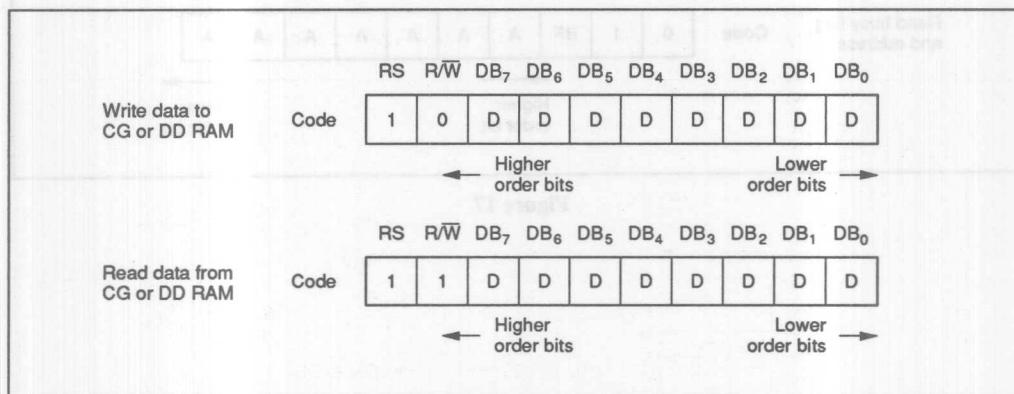 RS R/W̅ DB7 DB6 DB5 DB4 DB3 DB2 DB1 DB0
Write data to
CG or DD RAM
Code 1 0 D D D D D D D D
Higher
order bits
Lower
order bits
RS R/W̅ DB7 DB6 DB5 DB4 DB3 DB2 DB1 DB0
Read data from
CG or DD RAM
Code 1 1 D D D D D D D D
Higher
order bits
Lower
order bits